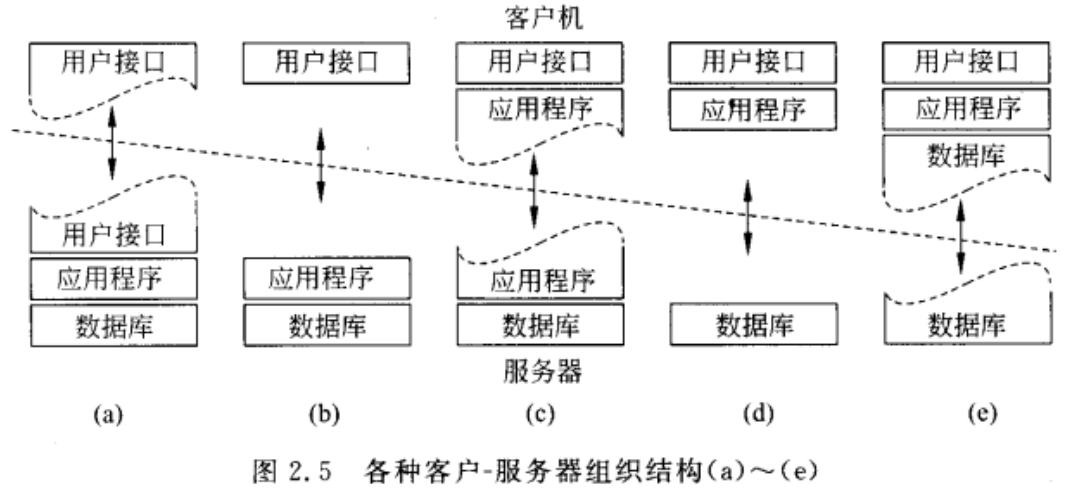 客户机
用户接口 用户接口 用户接口 用户接口 用户接口
应用程序 应用程序 应用程序
数据库
用户接口
应用程序 应用程序 应用程序
数据库 数据库 数据库 数据库 数据库
服务器
(a) (b) (c) (d) (e)
图 2.5 各种客户-服务器组织结构(a)～(e)